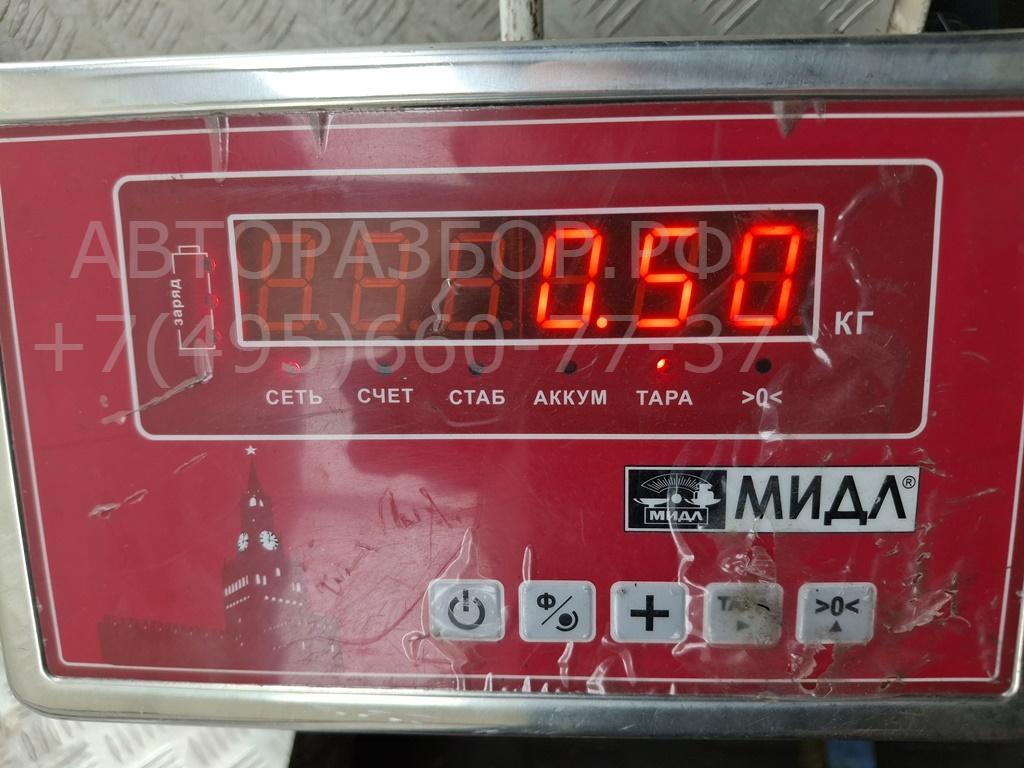 АВТОРАЗБОР.РФ
+7(495)660-77-37
заряд
0.50
КГ
СЕТЬ СЧЕТ СТАБ АККУМ ТАРА >0<
МИДЛ МИДЛ®
Ф + >0<